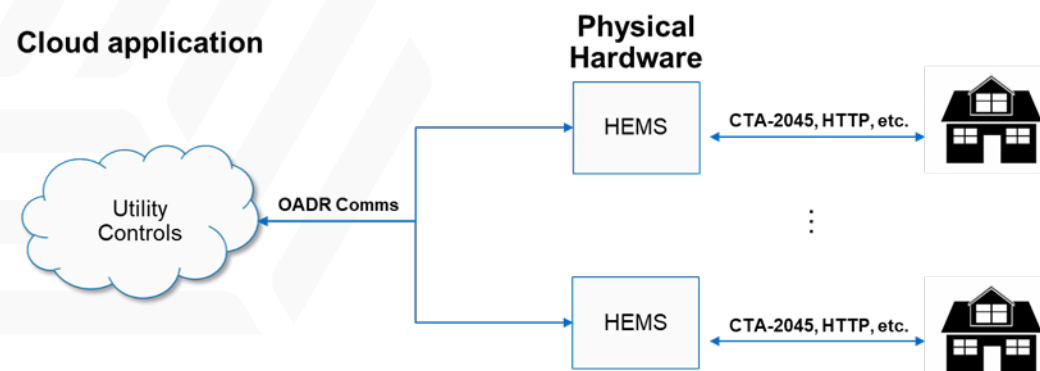 Cloud application
Physical
Hardware
HEMS
CTA-2045, HTTP, etc.
Utility
Controls
OADR Comms
HEMS
CTA-2045, HTTP, etc.